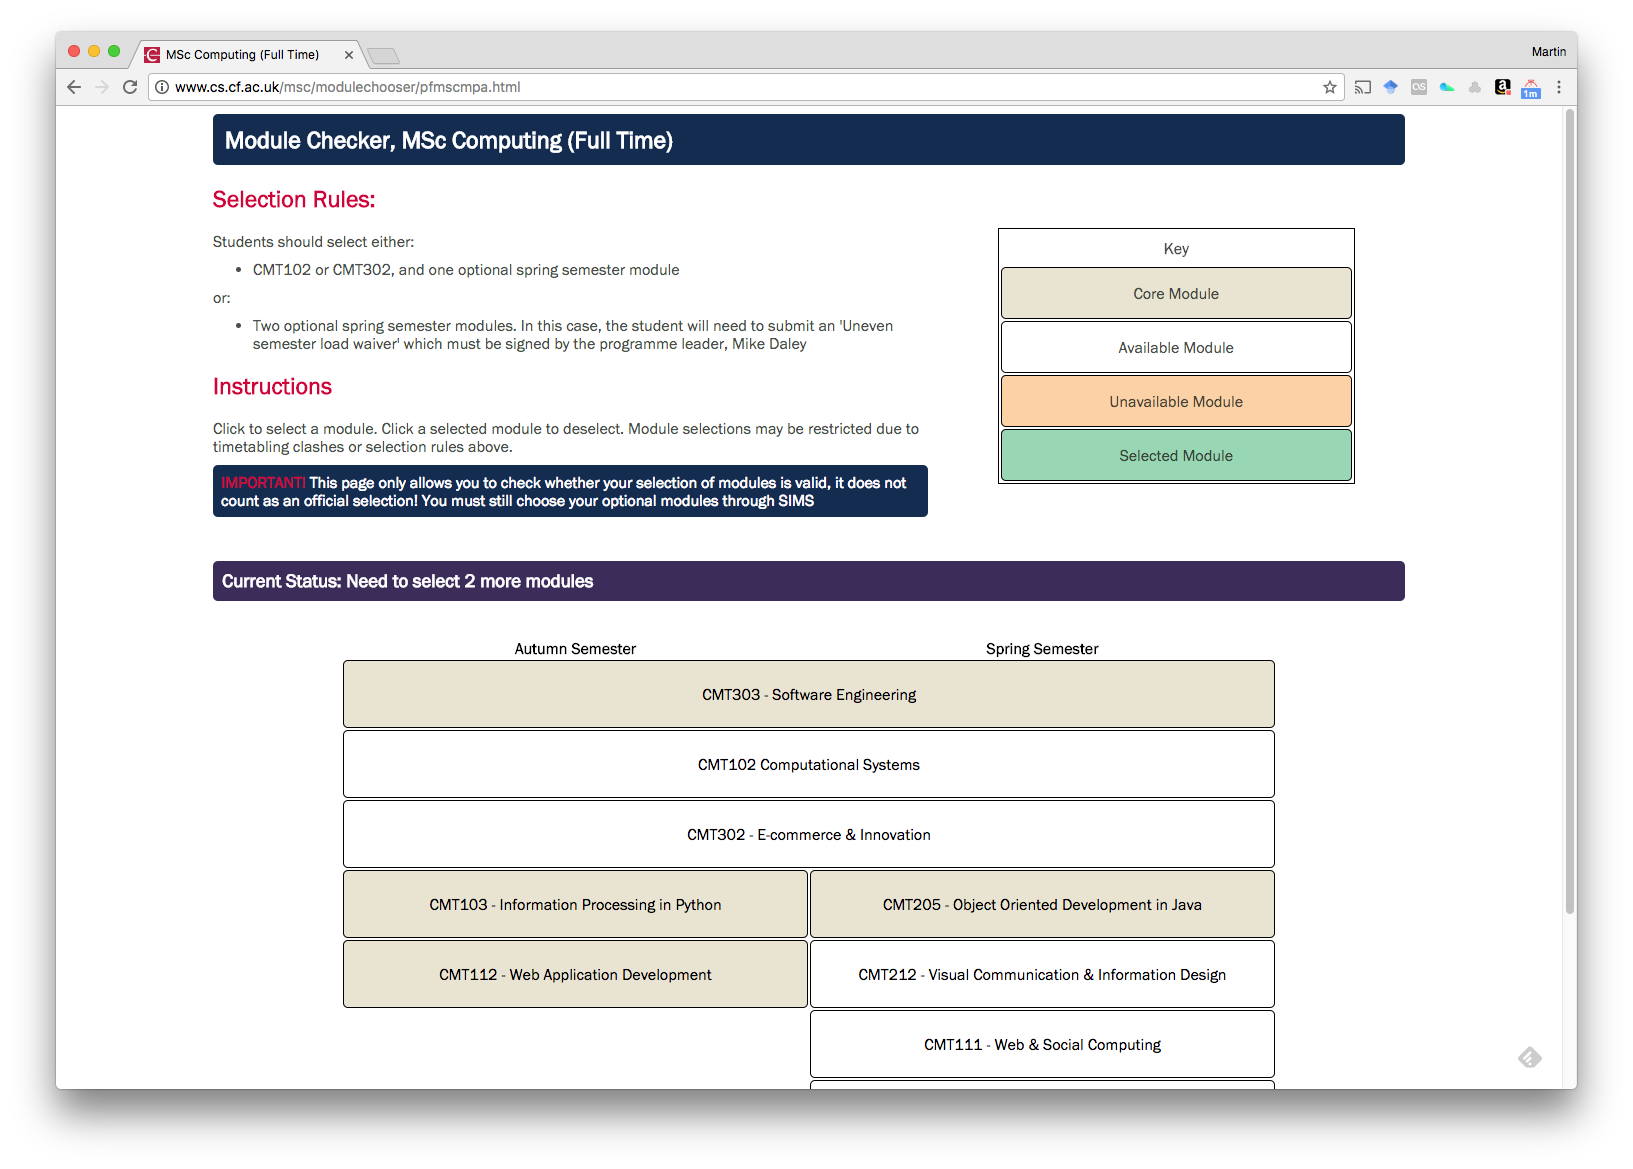 MSc Computing (Full Time)
Martin
www.cs.cf.ac.uk/msc/modulechooser/pfmscmpa.html
1m
Module Checker, MSc Computing (Full Time)
Selection Rules:
Students should select either:
• CMT102 or CMT302, and one optional spring semester module
or:
• Two optional spring semester modules. In this case, the student will need to submit an 'Uneven
semester load waiver' which must be signed by the programme leader, Mike Daley
Key
Core Module
Available Module
Unavailable Module
Selected Module
Instructions
Click to select a module. Click a selected module to deselect. Module selections may be restricted due to
timetabling clashes or selection rules above.
IMPORTANT! This page only allows you to check whether your selection of modules is valid, it does not
count as an official selection! You must still choose your optional modules through SIMS
Current Status: Need to select 2 more modules
Autumn Semester
Spring Semester
CMT303 - Software Engineering
CMT102 Computational Systems
CMT302 - E-commerce & Innovation
CMT103 - Information Processing in Python
CMT205 - Object Oriented Development in Java
CMT112 - Web Application Development
CMT212 - Visual Communication & Information Design
CMT111 - Web & Social Computing